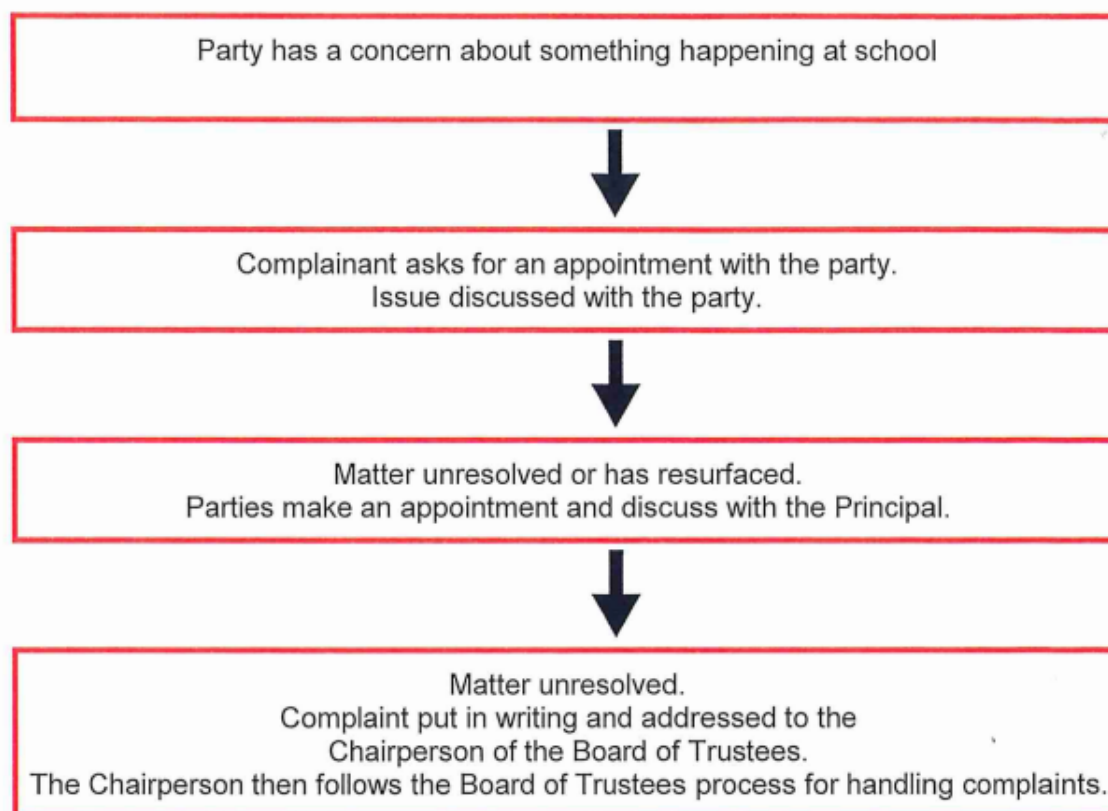 Party has a concern about something happening at school
Complainant asks for an appointment with the party.
Issue discussed with the party.
Matter unresolved or has resurfaced.
Parties make an appointment and discuss with the Principal.
Matter unresolved.
Complaint put in writing and addressed to the
Chairperson of the Board of Trustees.
The Chairperson then follows the Board of Trustees process for handling complaints.